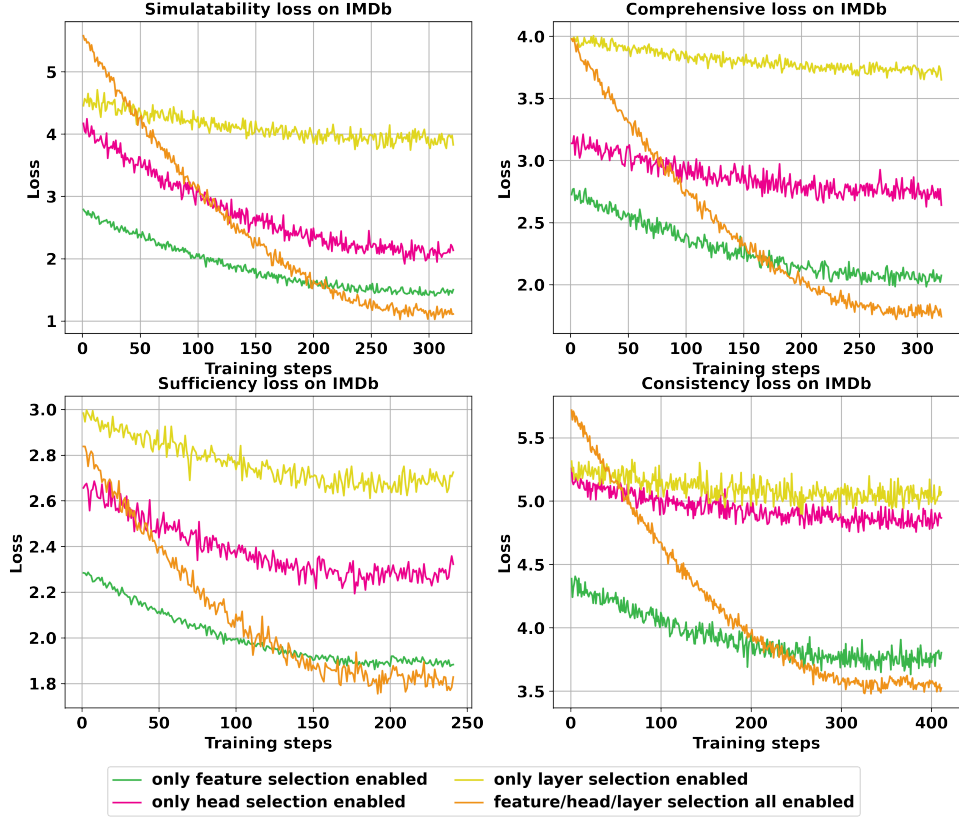 Simulatability loss on IMDb
5
4
3
2
1
Loss
0 50 100 150 200 250 300
Training steps
Comprehensive loss on IMDb
4.0
3.5
3.0
2.5
2.0
Loss
0 50 100 150 200 250 300
Training steps
Sufficiency loss on IMDb
3.0
2.8
2.6
2.4
2.2
2.0
1.8
Loss
0 50 100 150 200 250
Training steps
Consistency loss on IMDb
5.5
5.0
4.5
4.0
3.5
Loss
0 100 200 300 400
Training steps
only feature selection enabled
only head selection enabled
only layer selection enabled
feature/head/layer selection all enabled